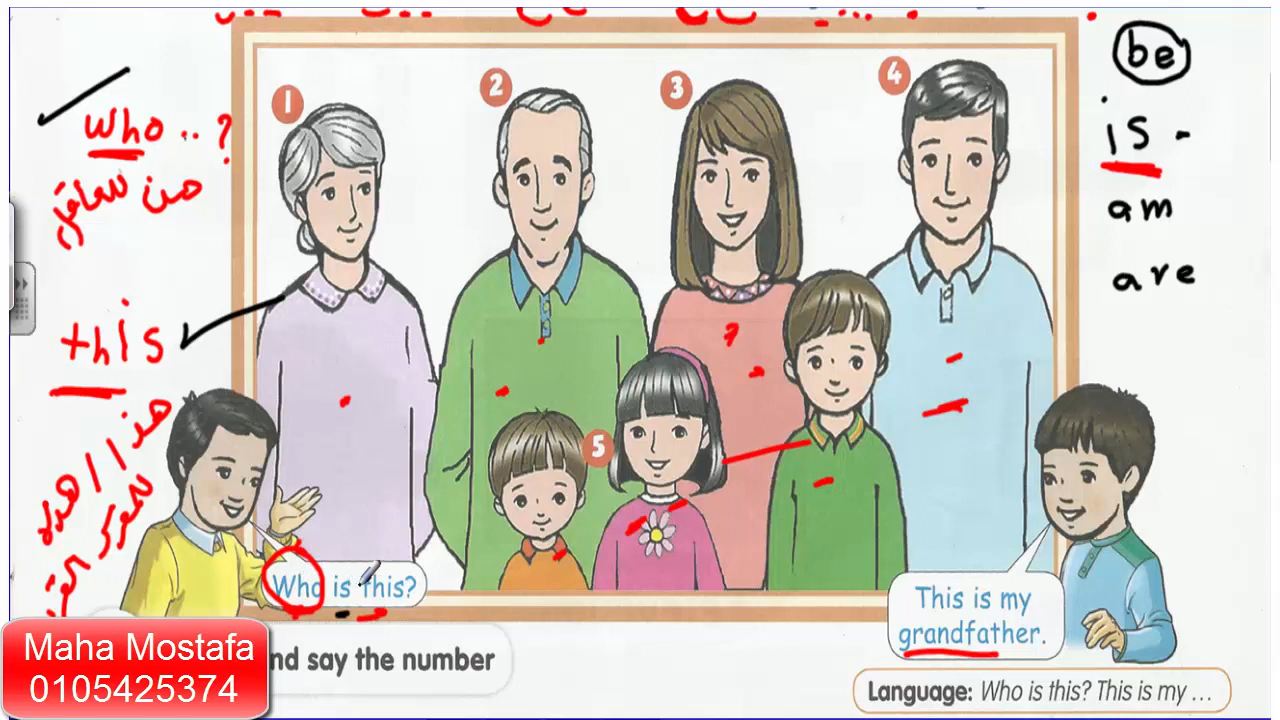 be
1
2
3
4
5
who..?
من للعاقل
this
هذا / هذه
is -
am
are
Who is this?
This is my
grandfather.
Maha Mostafa
0105425374
nd say the number
Language: Who is this? This is my ...